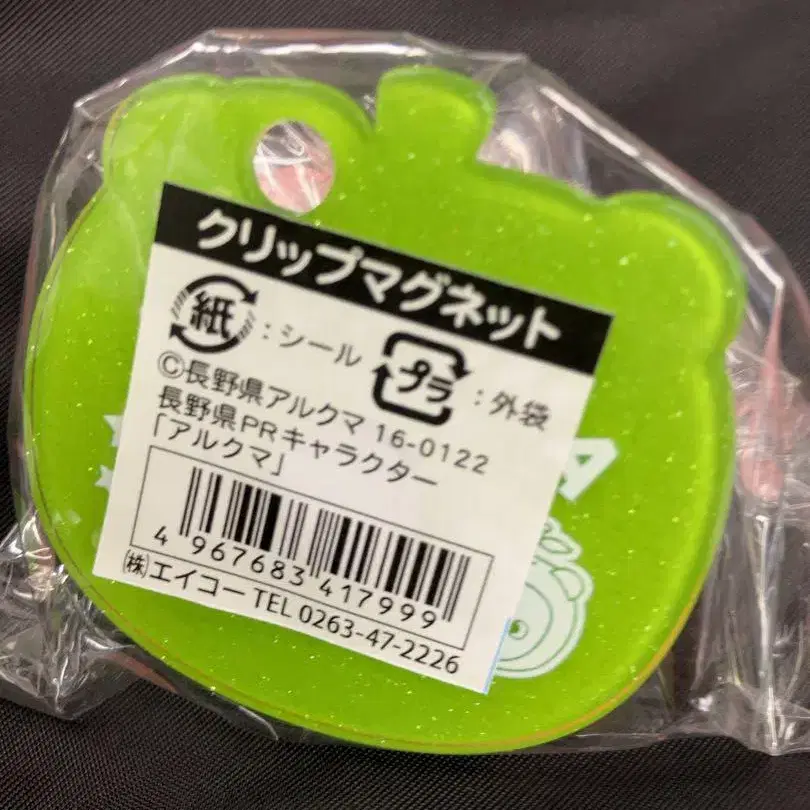 クリップマグネット
紙:シール プラ:外袋
©長野県アルクマ 16-0122
長野県PRキャラクター
「アルクマ」
4 967683 417999
㈱エイコー TEL 0263-47-2226
A